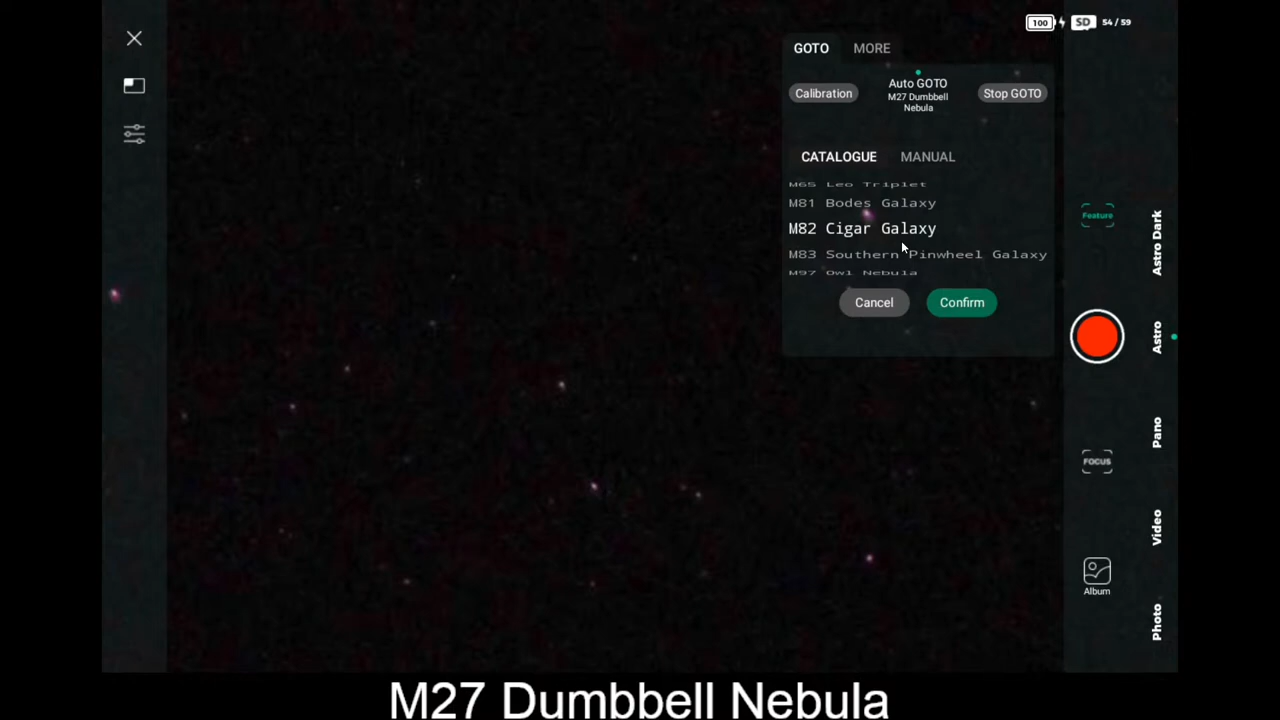 100 SD 54 / 59
GOTO MORE
Calibration
Auto GOTO
M27 Dumbbell
Nebula
Stop GOTO
CATALOGUE MANUAL
M65 Leo Triplet
M81 Bodes Galaxy
M82 Cigar Galaxy
M83 Southern Pinwheel Galaxy
M97 Owl Nebula
Cancel Confirm
Feature
FOCUS
Album
Astro Dark
Astro
Pano
Video
Photo
M27 Dumbbell Nebula